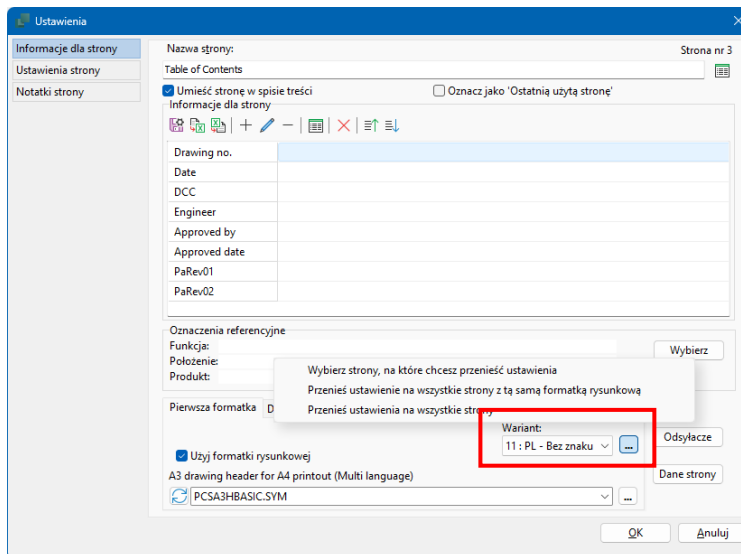 Ustawienia
Informacje dla strony
Ustawienia strony
Notatki strony
Nazwa strony:
Strona nr 3
Table of Contents
Umieść stronę w spisie treści
Oznacz jako 'Ostatnią użytą stronę'
Informacje dla strony
Drawing no.
Date
DCC
Engineer
Approved by
Approved date
PaRev01
PaRev02
Oznaczenia referencyjne
Funkcja:
Położenie:
Produkt:
Wybierz
Wybierz strony, na które chcesz przenieść ustawienia
Przenieś ustawienie na wszystkie strony z tą samą formatką rysunkową
Przenieś ustawienia na wszystkie strony
Pierwsza formatka
D
Wariant:
11 : PL - Bez znaku
...
Odsyłacze
Użyj formatki rysunkowej
A3 drawing header for A4 printout (Multi language)
Dane strony
PCSA3HBASIC.SYM
...
OK
Anuluj